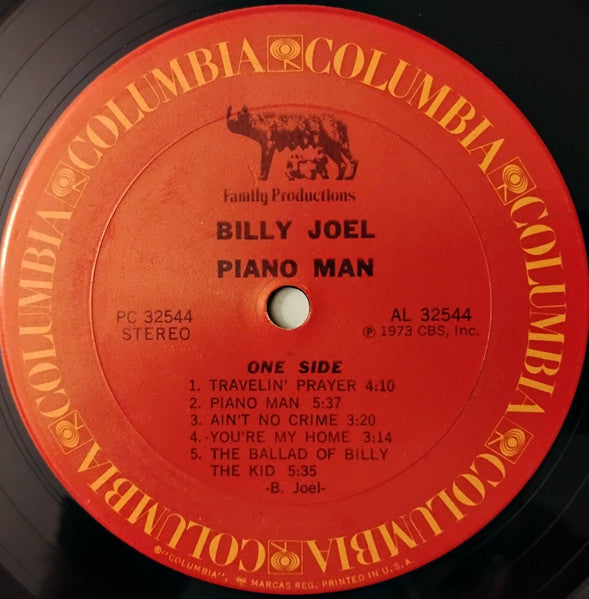 COLUMBIA COLUMBIA COLUMBIA COLUMBIA COLUMBIA COLUMBIA
Family Productions
BILLY JOEL
PIANO MAN
PC 32544 AL 32544
STEREO ℗ 1973 CBS, Inc.
ONE SIDE
1. TRAVELIN' PRAYER 4:10
2. PIANO MAN 5:37
3. AIN'T NO CRIME 3:20
4. YOU'RE MY HOME 3:14
5. THE BALLAD OF BILLY
THE KID 5:35
-B. Joel-
®"COLUMBIA", MARCAS REG. PRINTED IN U.S.A.